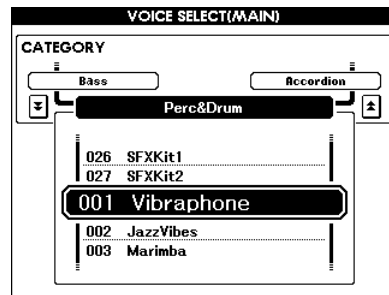 VOICE SELECT(MAIN)
CATEGORY
Bass Accordion
Perc&Drum
026 SFXKit1
027 SFXKit2
001 Vibraphone
002 JazzVibes
003 Marimba